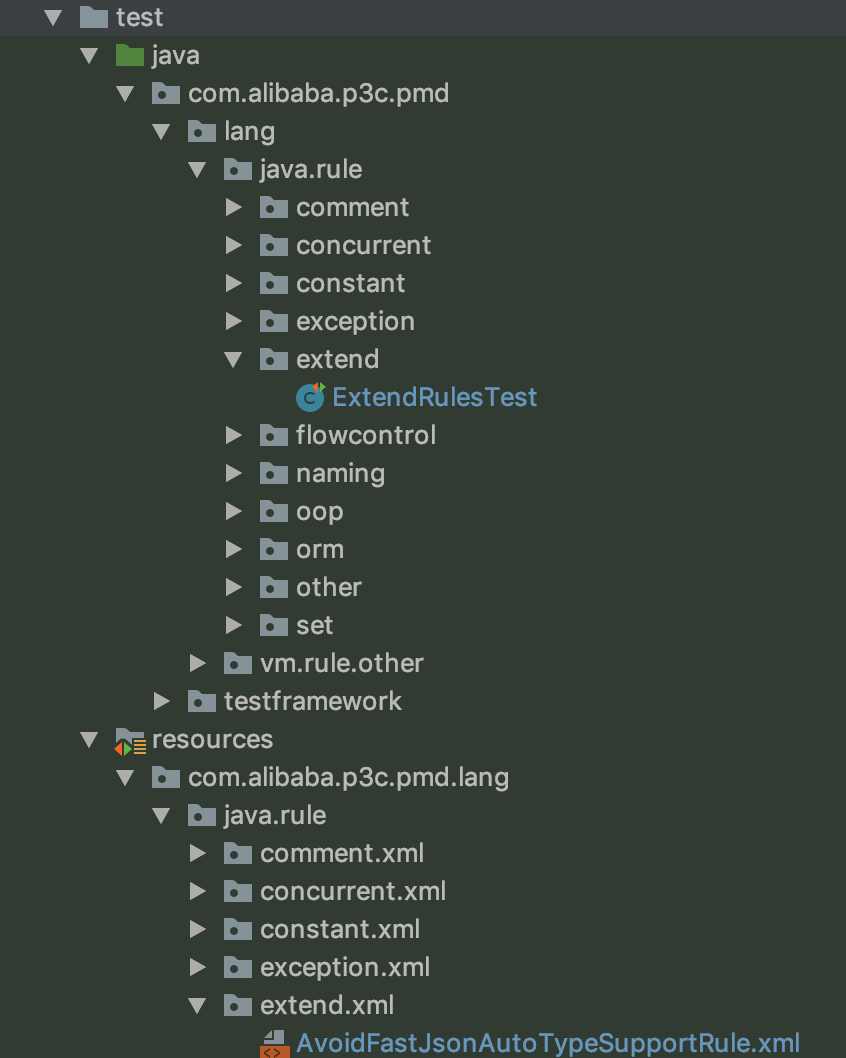 test
java
com.alibaba.p3c.pmd
lang
java.rule
comment
concurrent
constant
exception
extend
ExtendRulesTest
flowcontrol
naming
oop
orm
other
set
vm.rule.other
testframework
resources
com.alibaba.p3c.pmd.lang
java.rule
comment.xml
concurrent.xml
constant.xml
exception.xml
extend.xml
AvoidFastJsonAutoTypeSupportRule.xml